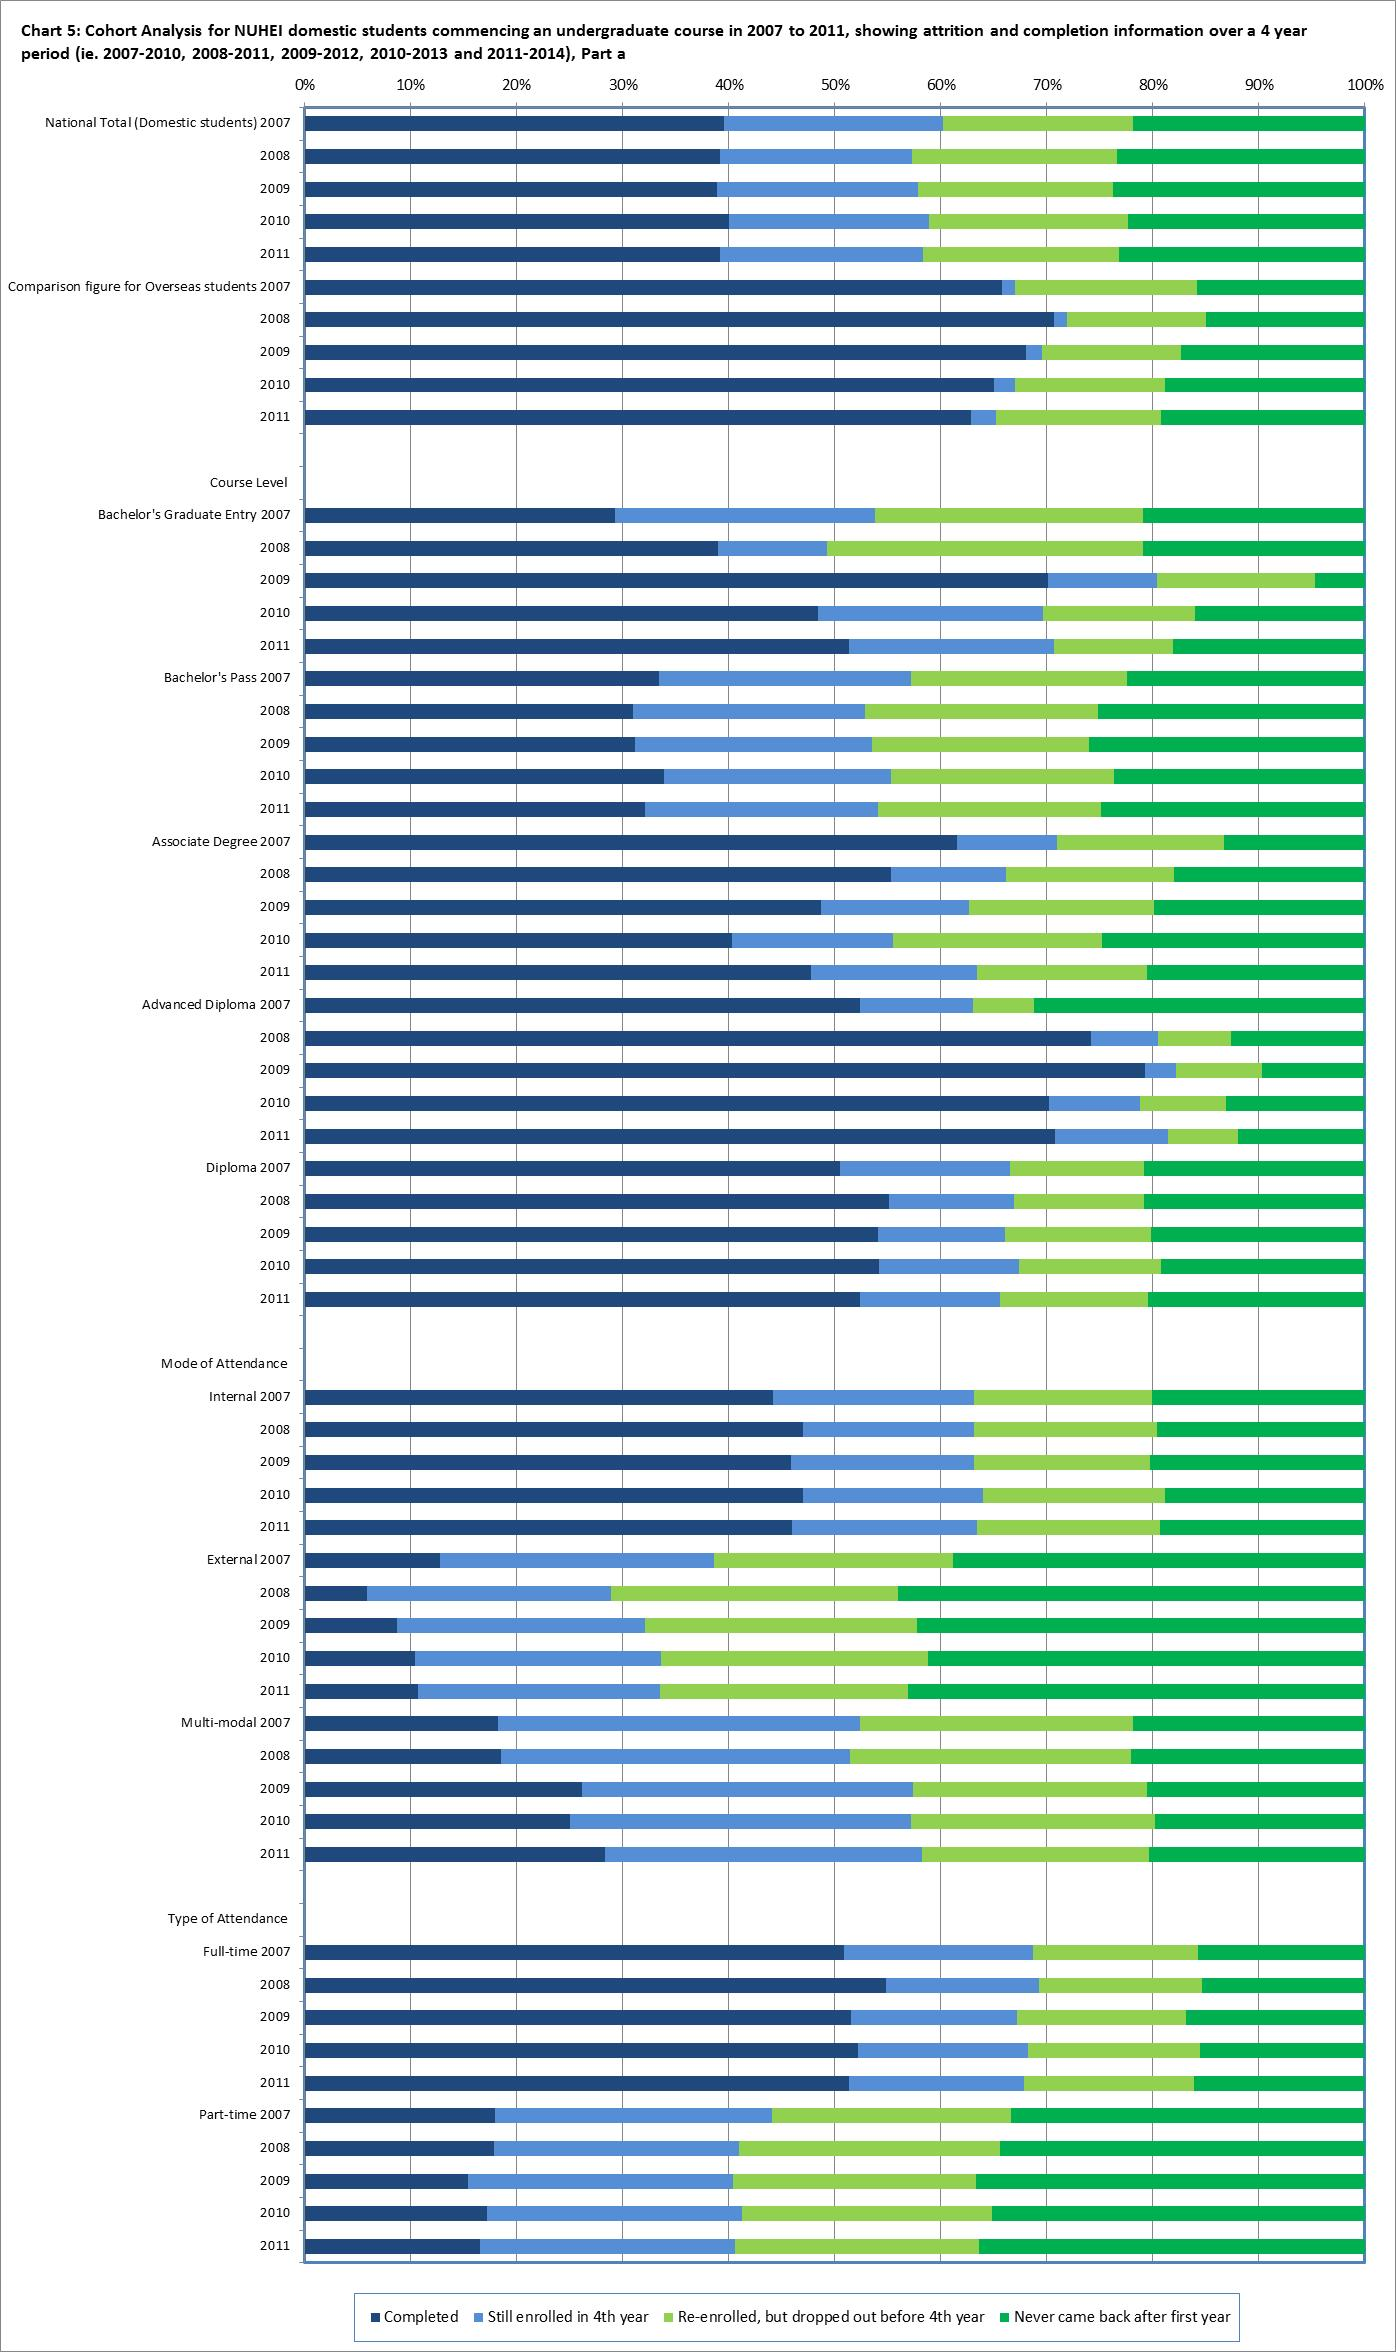 Chart 5: Cohort Analysis for NUHEI domestic students commencing an undergraduate course in 2007 to 2011, showing attrition and completion information over a 4 year
period (ie. 2007-2010, 2008-2011, 2009-2012, 2010-2013 and 2011-2014), Part a
0% 10% 20% 30% 40% 50% 60% 70% 80% 90% 100%
National Total (Domestic students) 2007
2008
2009
2010
2011
Comparison figure for Overseas students 2007
2008
2009
2010
2011
Course Level
Bachelor's Graduate Entry 2007
2008
2009
2010
2011
Bachelor's Pass 2007
2008
2009
2010
2011
Associate Degree 2007
2008
2009
2010
2011
Advanced Diploma 2007
2008
2009
2010
2011
Diploma 2007
2008
2009
2010
2011
Mode of Attendance
Internal 2007
2008
2009
2010
2011
External 2007
2008
2009
2010
2011
Multi-modal 2007
2008
2009
2010
2011
Type of Attendance
Full-time 2007
2008
2009
2010
2011
Part-time 2007
2008
2009
2010
2011
Completed Still enrolled in 4th year Re-enrolled, but dropped out before 4th year Never came back after first year